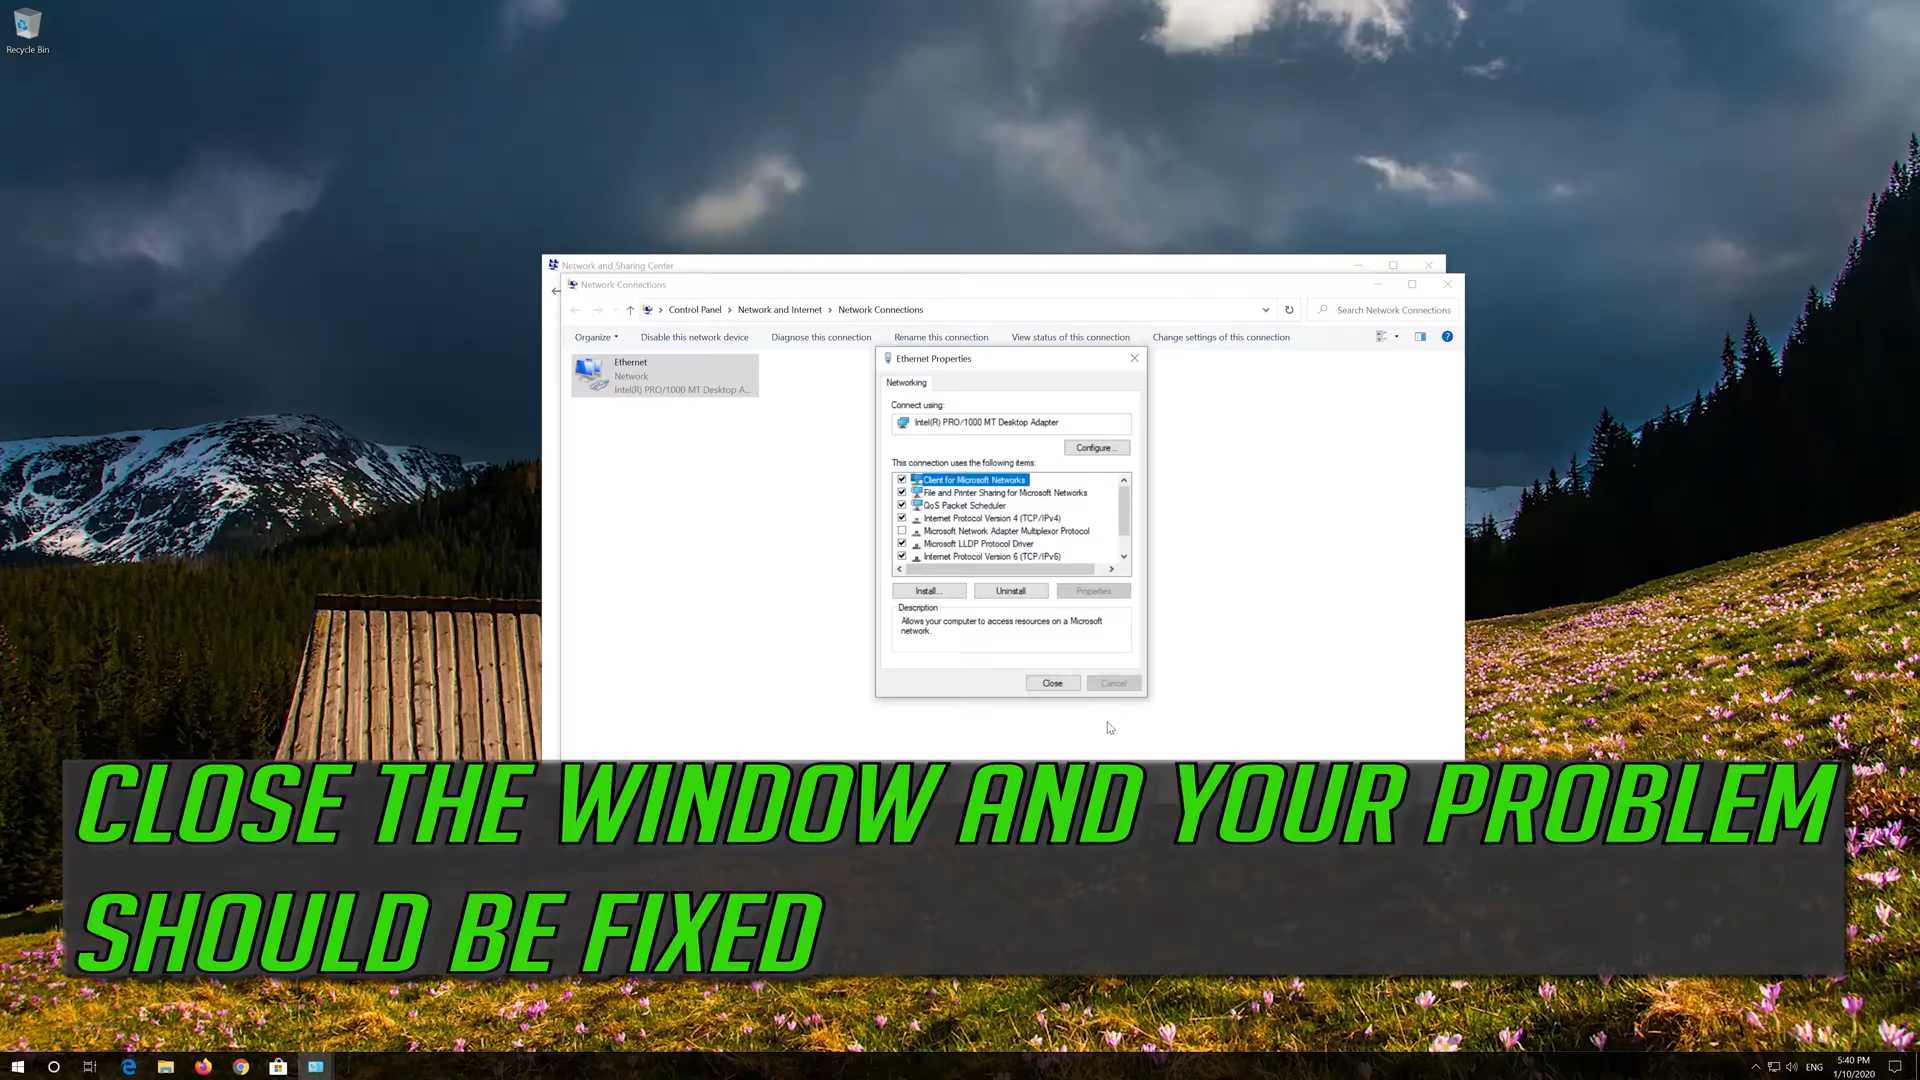 Recycle Bin
Network and Sharing Center
Network Connections
Control Panel
Network and Internet
Network Connections
Search Network Connections
Organize
Disable this network device
Diagnose this connection
Rename this connection
View status of this connection
Change settings of this connection
Ethernet
Network
Intel(R) PRO/1000 MT Desktop A...
Ethernet Properties
Networking
Connect using:
Intel(R) PRO/1000 MT Desktop Adapter
Configure...
This connection uses the following items:
Client for Microsoft Networks
File and Printer Sharing for Microsoft Networks
QoS Packet Scheduler
Internet Protocol Version 4 (TCP/IPv4)
Microsoft Network Adapter Multiplexor Protocol
Microsoft LLDP Protocol Driver
Internet Protocol Version 6 (TCP/IPv6)
Install...
Uninstall
Properties
Description
Allows your computer to access resources on a Microsoft
network.
Close
Cancel
CLOSE THE WINDOW AND YOUR PROBLEM
SHOULD BE FIXED
ENG
5:40 PM
1/10/2020